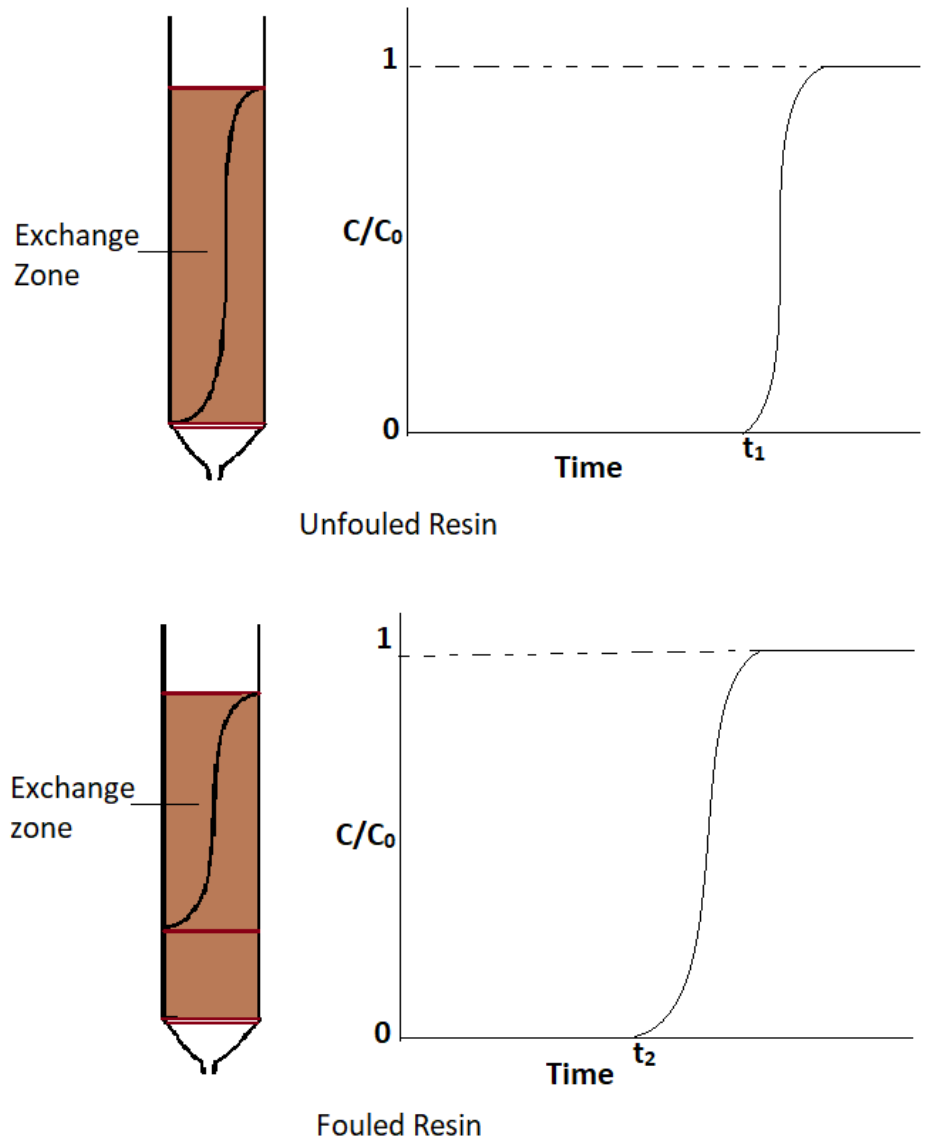 1
Exchange
Zone
C/C₀
0
t₁
Time
Unfouled Resin
1
Exchange
zone
C/C₀
0
t₂
Time
Fouled Resin